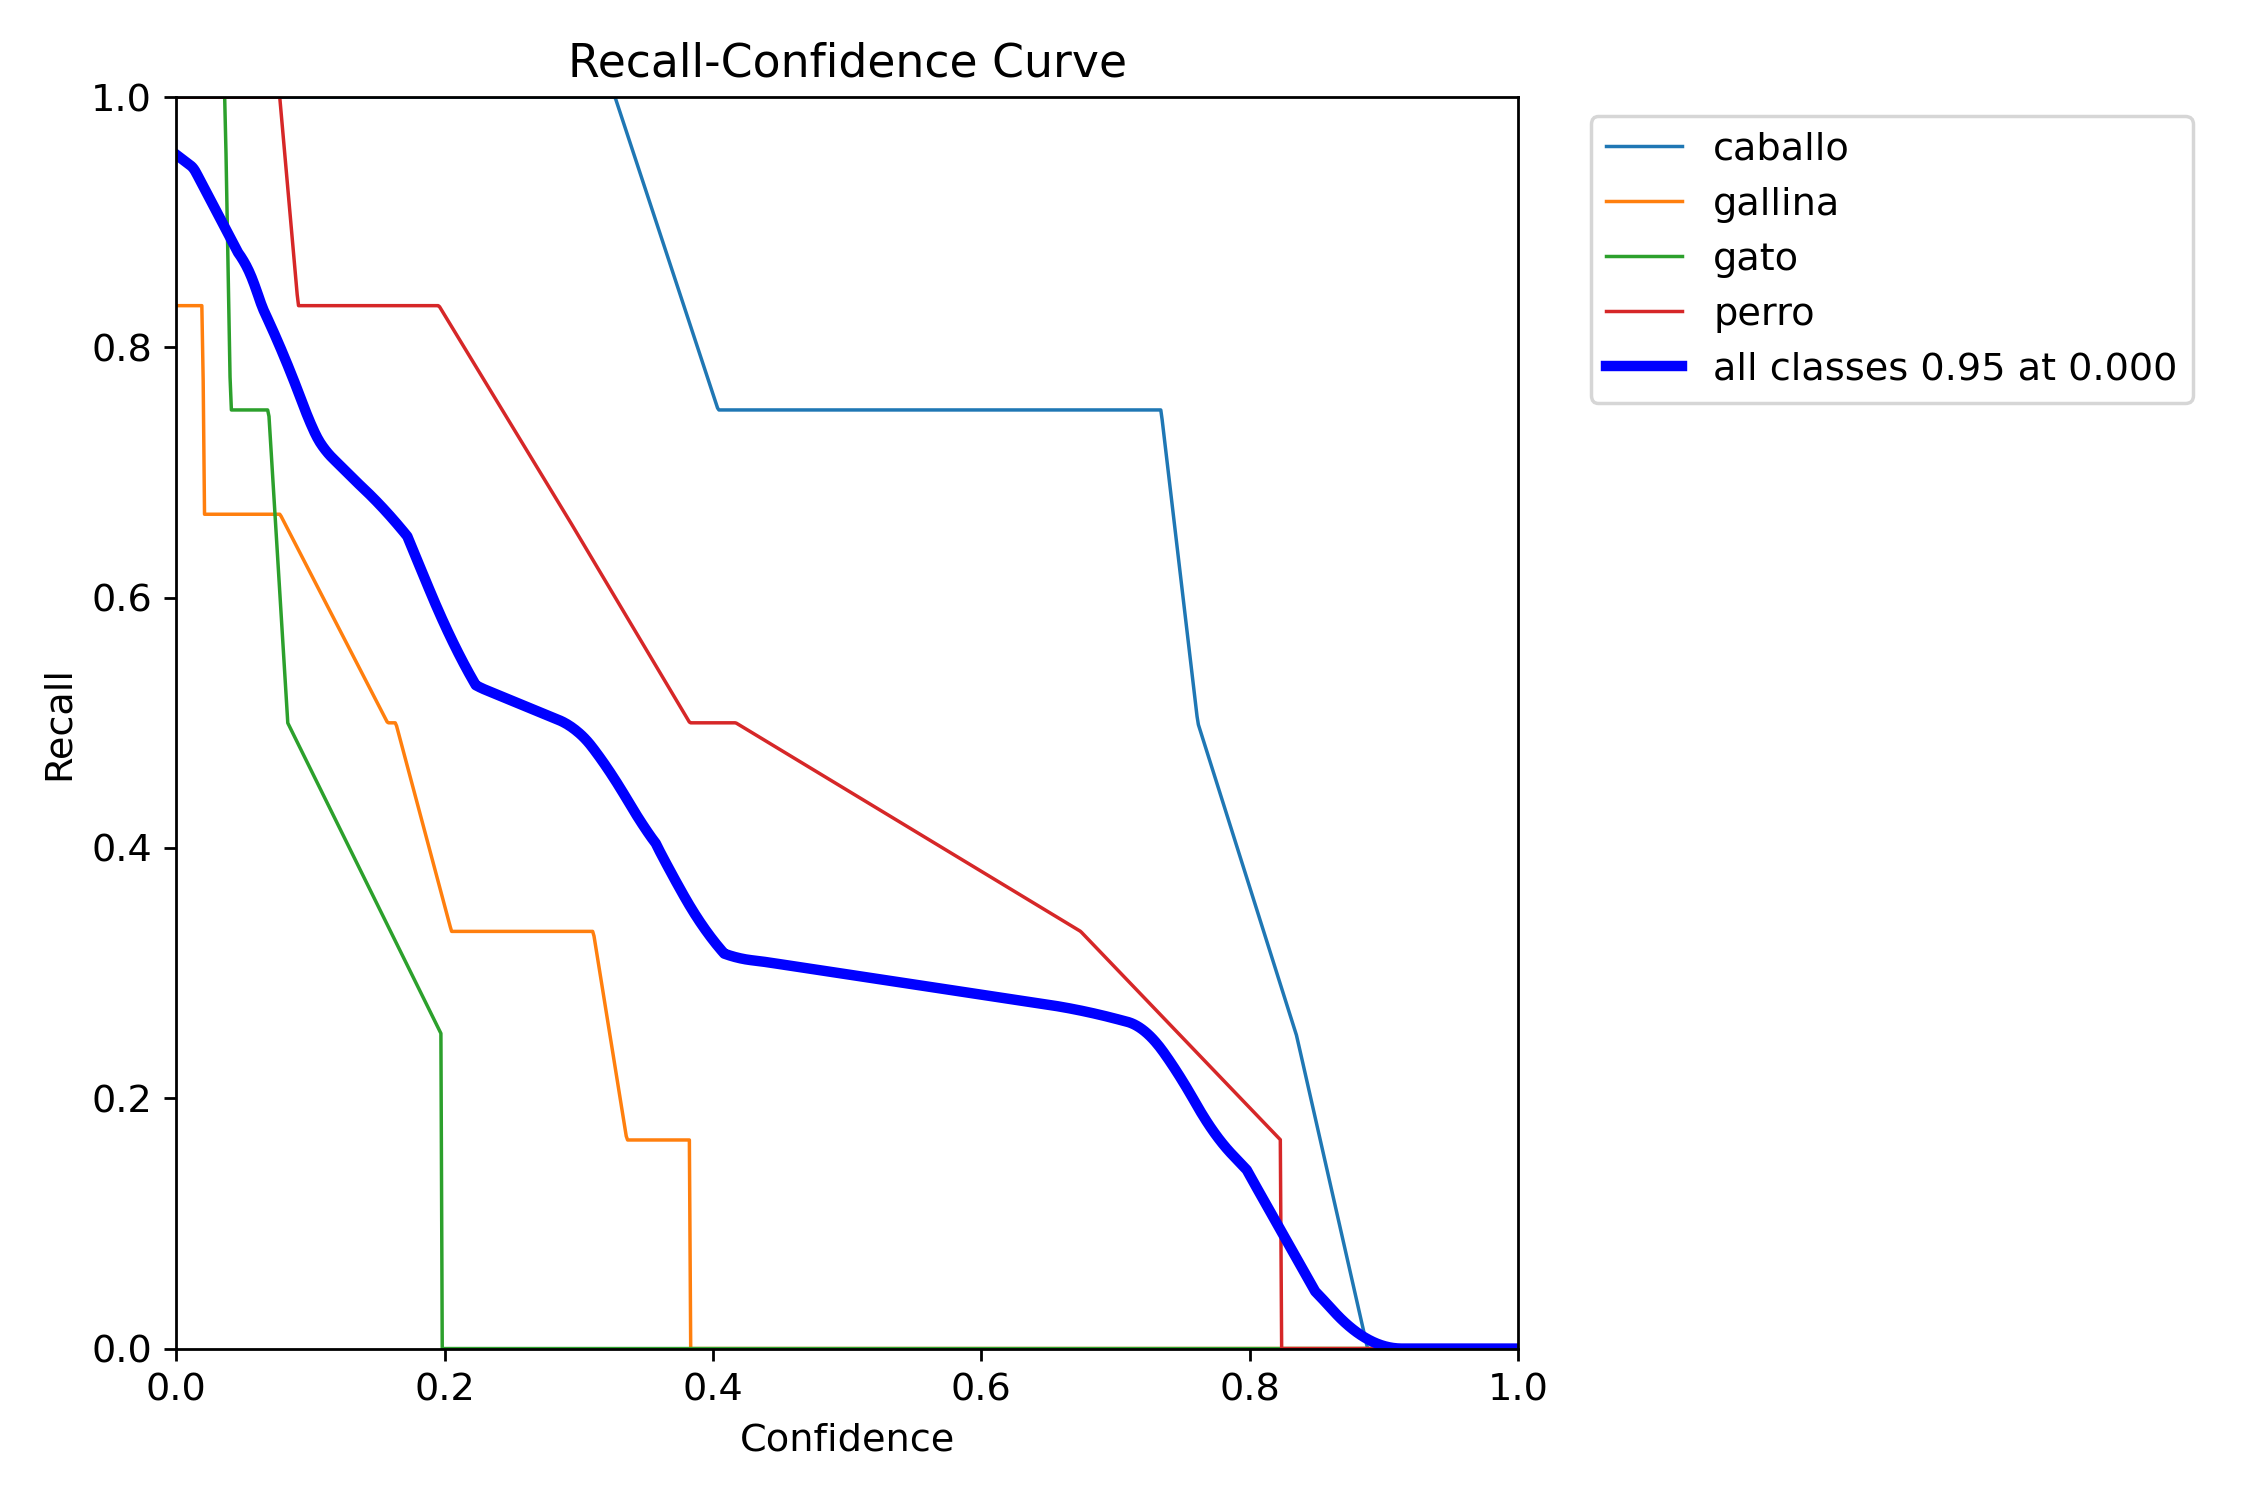 Recall-Confidence Curve
1.0
0.8
0.6
0.4
0.2
0.0
Recall
0.0 0.2 0.4 0.6 0.8 1.0
Confidence
caballo
gallina
gato
perro
all classes 0.95 at 0.000